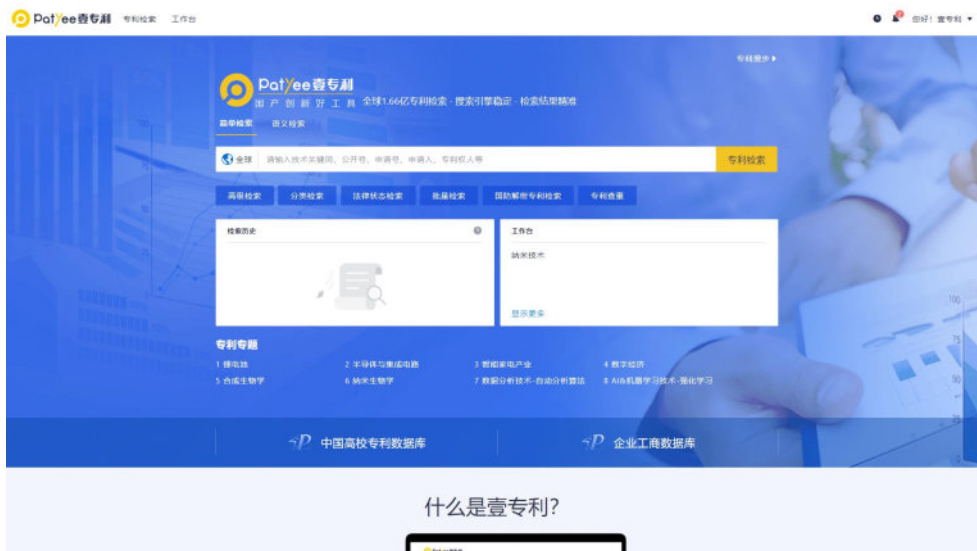 Patyee壹专利 专利检索 工作台 您好！壹专利
专利漫步
Patyee壹专利
国产创新好工具 全球1.66亿专利检索·搜索引擎稳定·检索结果精准
简单检索 语义检索
全球 请输入技术关键词、公开号、申请号、申请人、专利权人等 专利检索
高级检索 分类检索 法律状态检索 批量检索 国防解密专利检索 专利查重
检索历史 工作台
纳米技术
显示更多
专利专题
1 锂电池 2 半导体与集成电路 3 智能家电产业 4 数字经济
5 合成生物学 6 纳米生物学 7 数据分析技术-自动分析算法 8 AI&机器学习技术-强化学习
中国高校专利数据库 企业工商数据库
什么是壹专利?